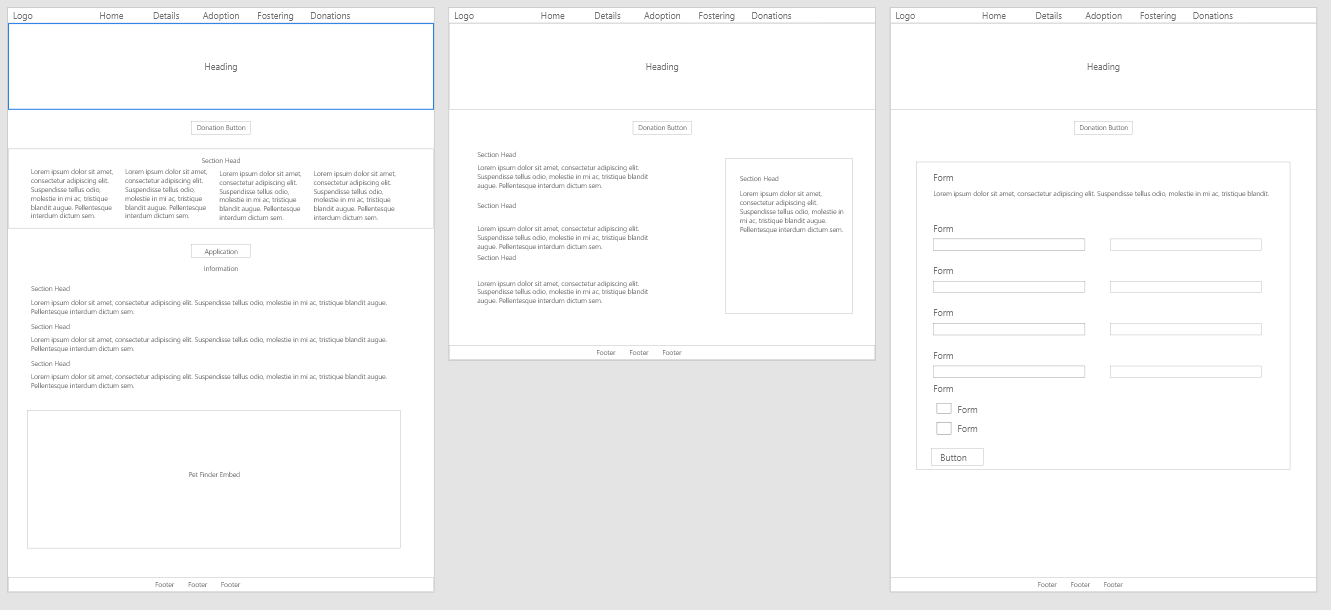 Logo Home Details Adoption Fostering Donations
Heading
Donation Button
Section Head
Lorem ipsum dolor sit amet,
consectetur adipiscing elit.
Suspendisse tellus odio,
molestie in mi ac, tristique
blandit augue. Pellentesque
interdum dictum sem.
Lorem ipsum dolor sit amet,
consectetur adipiscing elit.
Suspendisse tellus odio,
molestie in mi ac, tristique
blandit augue. Pellentesque
interdum dictum sem.
Lorem ipsum dolor sit amet,
consectetur adipiscing elit.
Suspendisse tellus odio,
molestie in mi ac, tristique
blandit augue. Pellentesque
interdum dictum sem.
Lorem ipsum dolor sit amet,
consectetur adipiscing elit.
Suspendisse tellus odio,
molestie in mi ac, tristique
blandit augue. Pellentesque
interdum dictum sem.
Application
Information
Section Head
Lorem ipsum dolor sit amet, consectetur adipiscing elit. Suspendisse tellus odio, molestie in mi ac, tristique blandit augue.
Pellentesque interdum dictum sem.
Section Head
Lorem ipsum dolor sit amet, consectetur adipiscing elit. Suspendisse tellus odio, molestie in mi ac, tristique blandit augue.
Pellentesque interdum dictum sem.
Section Head
Lorem ipsum dolor sit amet, consectetur adipiscing elit. Suspendisse tellus odio, molestie in mi ac, tristique blandit augue.
Pellentesque interdum dictum sem.
Pet Finder Embed
Footer Footer Footer
Logo Home Details Adoption Fostering Donations
Heading
Donation Button
Section Head
Lorem ipsum dolor sit amet, consectetur adipiscing elit.
Suspendisse tellus odio, molestie in mi ac, tristique blandit
augue. Pellentesque interdum dictum sem.
Section Head
Lorem ipsum dolor sit amet, consectetur adipiscing elit.
Suspendisse tellus odio, molestie in mi ac, tristique blandit
augue. Pellentesque interdum dictum sem.
Section Head
Lorem ipsum dolor sit amet, consectetur adipiscing elit.
Suspendisse tellus odio, molestie in mi ac, tristique blandit
augue. Pellentesque interdum dictum sem.
Section Head
Lorem ipsum dolor sit amet,
consectetur adipiscing elit.
Suspendisse tellus odio, molestie in
mi ac, tristique blandit augue.
Pellentesque interdum dictum sem.
Footer Footer Footer
Logo Home Details Adoption Fostering Donations
Heading
Donation Button
Form
Lorem ipsum dolor sit amet, consectetur adipiscing elit. Suspendisse tellus odio, molestie in mi ac, tristique blandit augue.
Form
Form
Form
Form
Form
Form
Form
Button
Footer Footer Footer